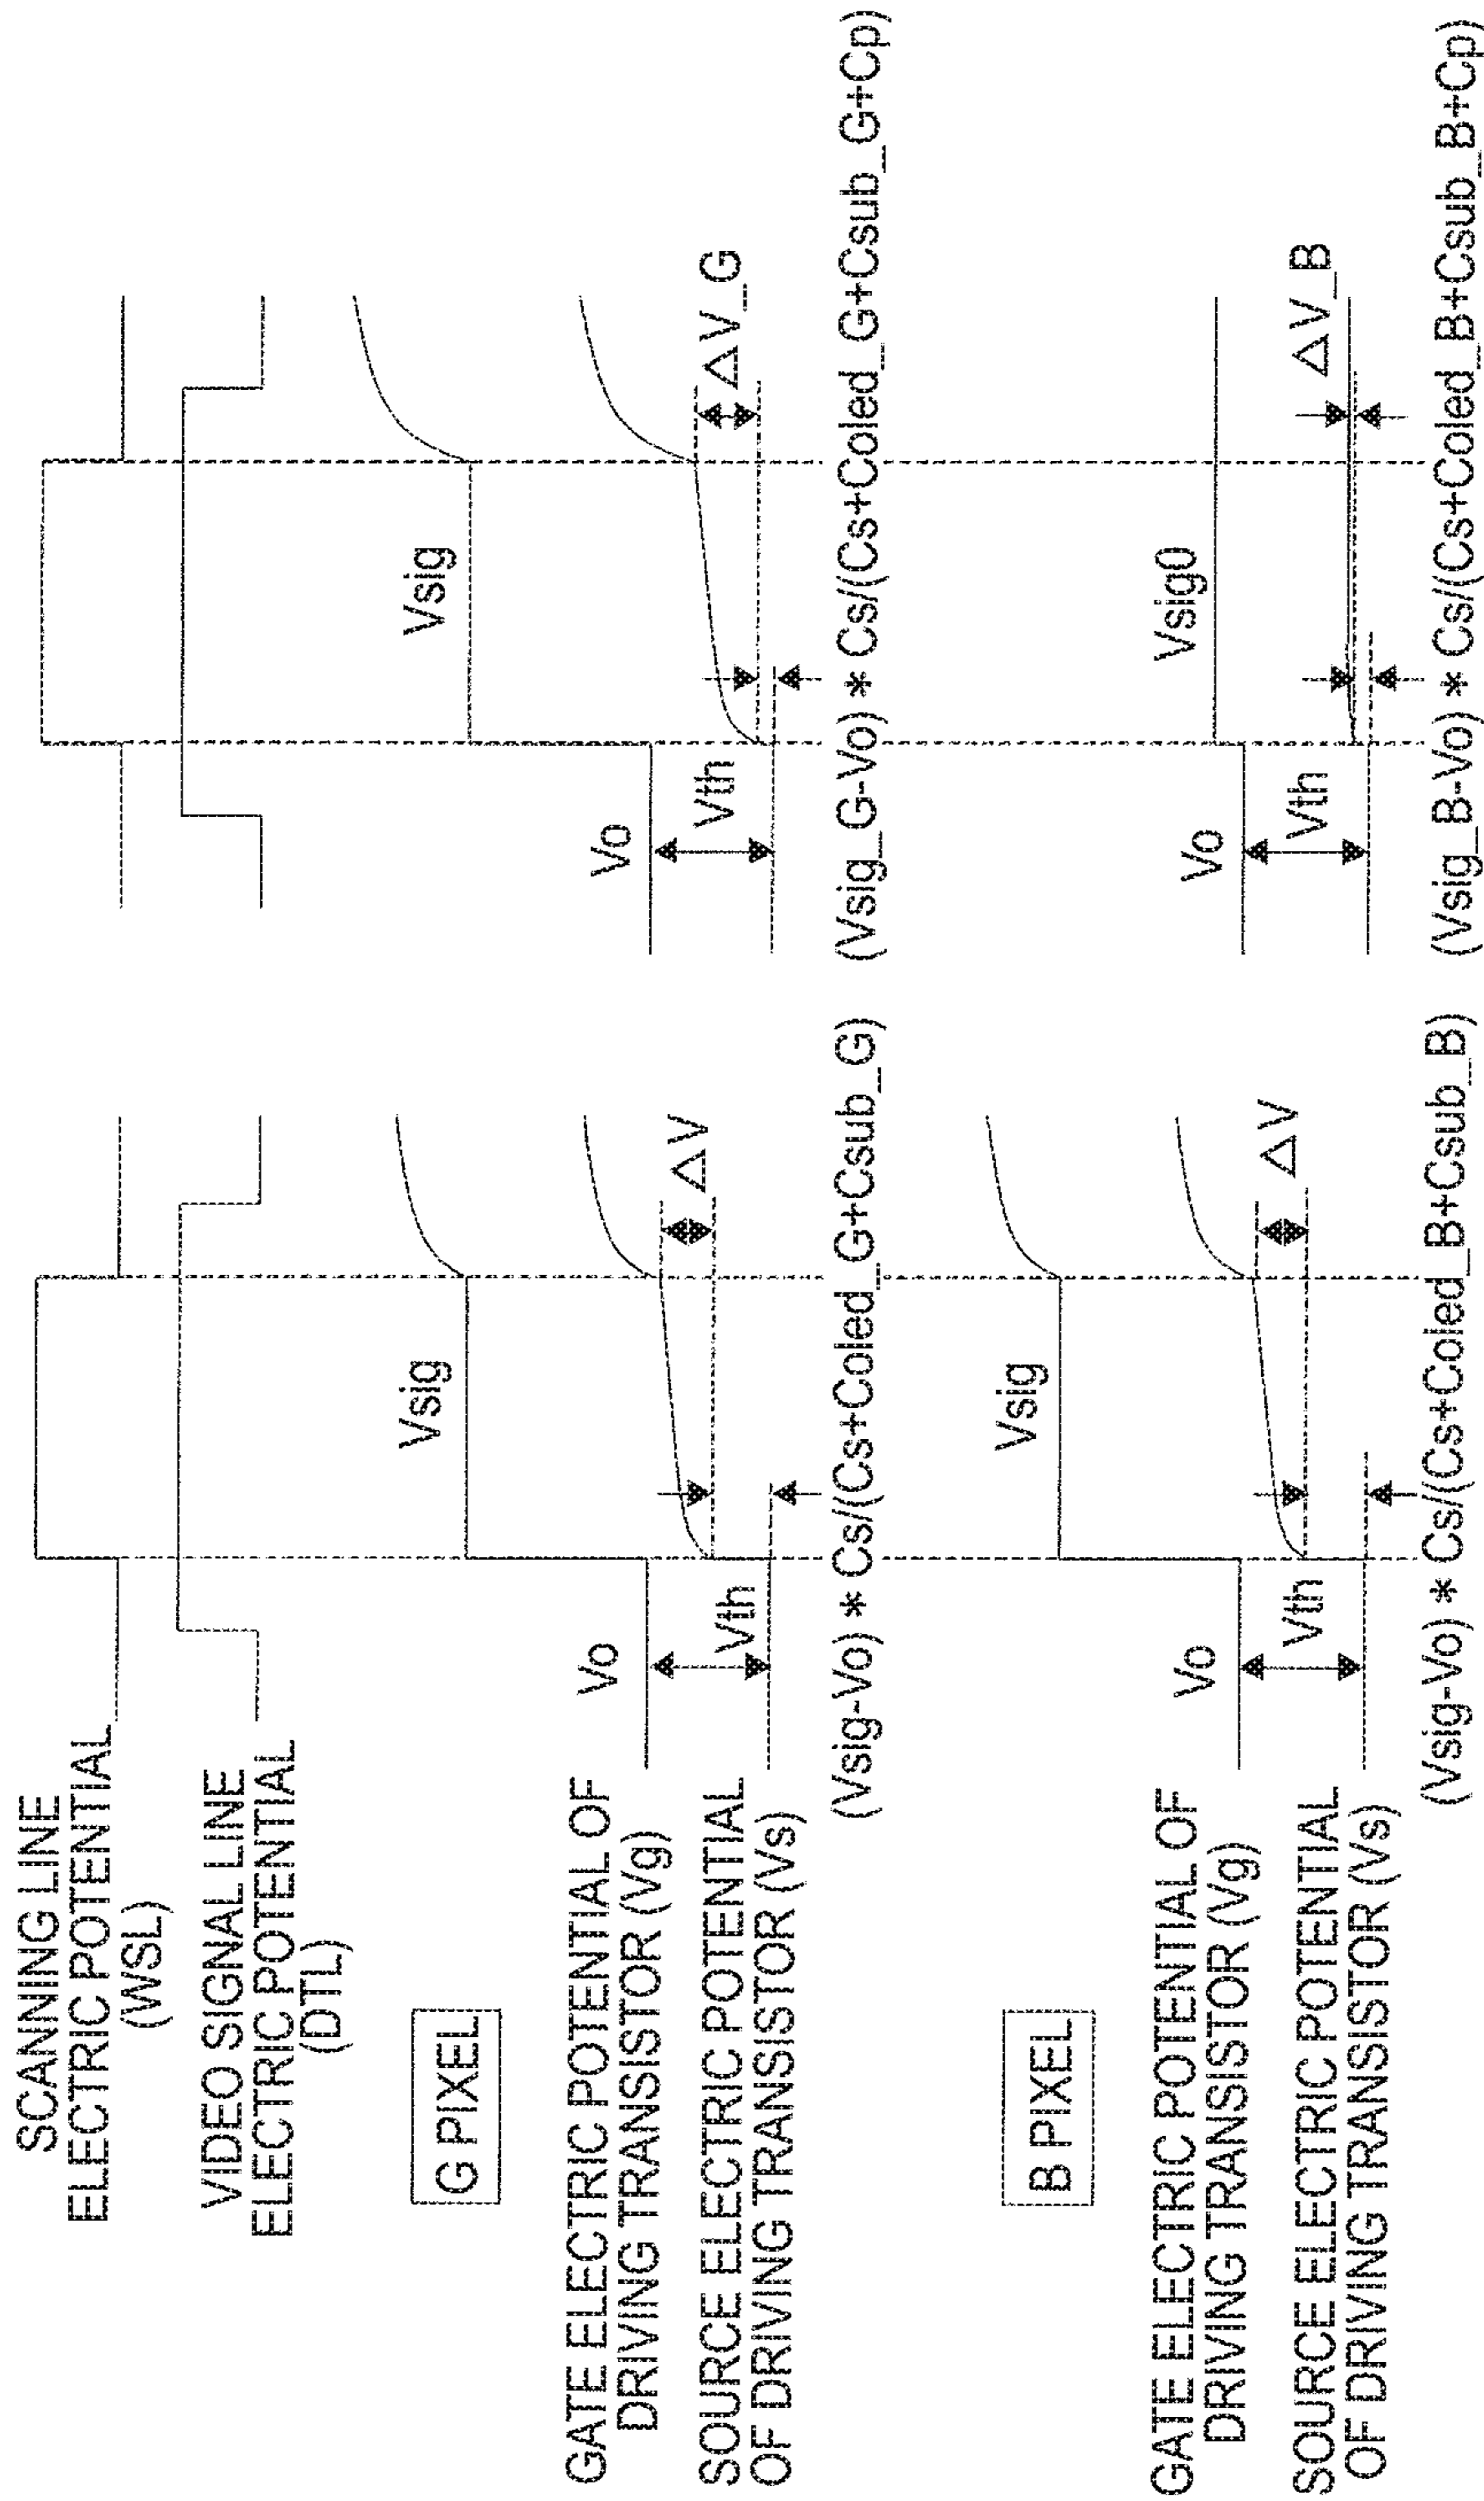 SCANNING LINE
ELECTRIC POTENTIAL
(WSL)
VIDEO SIGNAL LINE
ELECTRIC POTENTIAL
(DTL)
G PIXEL
Vsig
Vsig
GATE ELECTRIC POTENTIAL OF
DRIVING TRANSISTOR (Vg)
Vo
Vo
SOURCE ELECTRIC POTENTIAL
OF DRIVING TRANSISTOR (Vs)
Vth
ΔV
Vth
ΔV_G
(Vsig-Vo) * Cs/(Cs+Coled_G+Csub_G)
(Vsig_G-Vo) * Cs/(Cs+Coled_G+Csub_G+Cp)
B PIXEL
Vsig
Vsig0
GATE ELECTRIC POTENTIAL OF
DRIVING TRANSISTOR (Vg)
Vo
Vo
SOURCE ELECTRIC POTENTIAL
OF DRIVING TRANSISTOR (Vs)
Vth
ΔV
Vth
ΔV_B
(Vsig-Vo) * Cs/(Cs+Coled_B+Csub_B)
(Vsig_B-Vo) * Cs/(Cs+Coled_B+Csub_B+Cp)